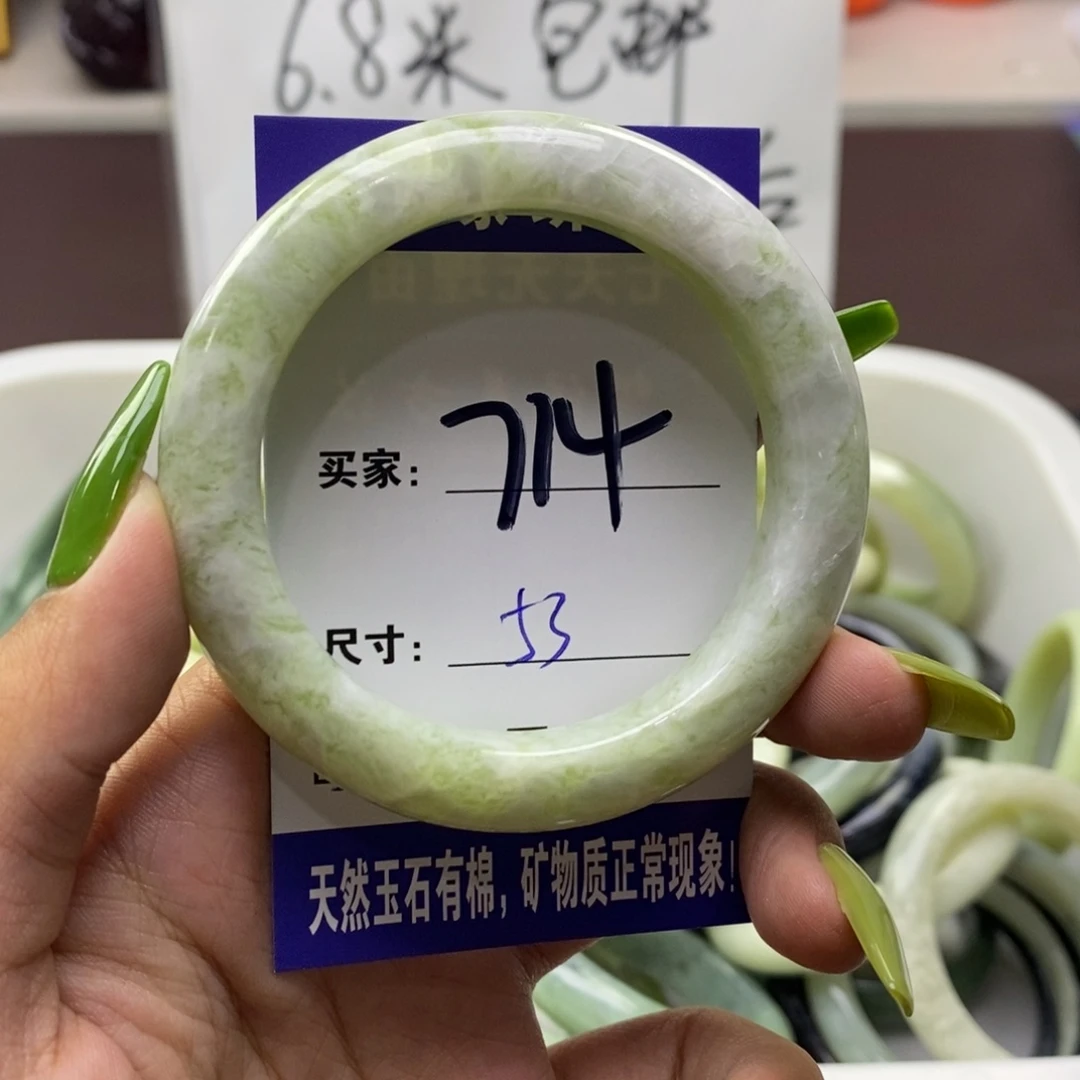 6.8米 包邮
买家: 714
尺寸: 53
天然玉石有棉, 矿物质正常现象!